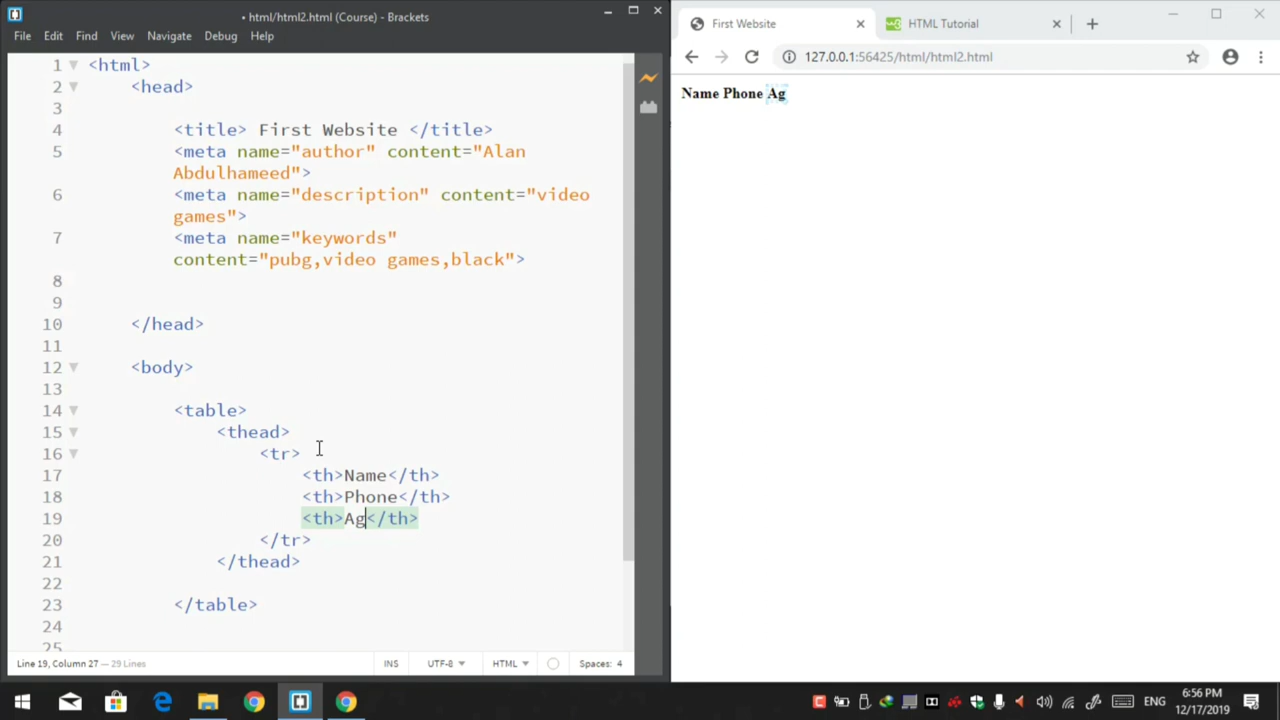 • html/html2.html (Course) - Brackets
File Edit Find View Navigate Debug Help
1 <html>
2 <head>
3
4 <title> First Website </title>
5 <meta name="author" content="Alan
Abdulhameed">
6 <meta name="description" content="video
games">
7 <meta name="keywords"
content="pubg,video games,black">
8
9
10 </head>
11
12 <body>
13
14 <table>
15 <thead>
16 <tr>
17 <th>Name</th>
18 <th>Phone</th>
19 <th>Ag</th>
20 </tr>
21 </thead>
22
23 </table>
24
25
Line 19, Column 27 — 29 Lines
INS UTF-8 HTML Spaces: 4
First Website HTML Tutorial
127.0.0.1:56425/html/html2.html
Name Phone Ag
ENG
6:56 PM
12/17/2019